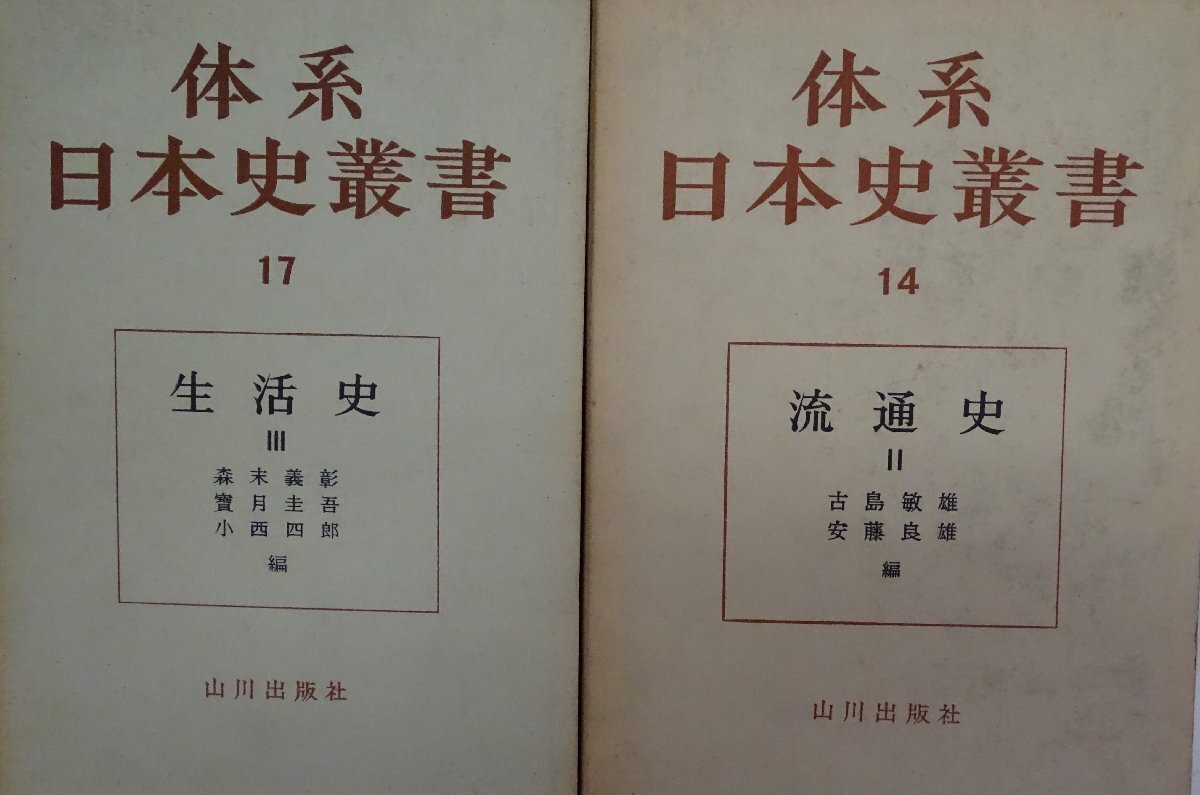 体系
日本史叢書
17
生活史
III
森末義彰
寶月圭吾
小西四郎
編
山川出版社
体系
日本史叢書
14
流通史
II
古島敏雄
安藤良雄
編
山川出版社